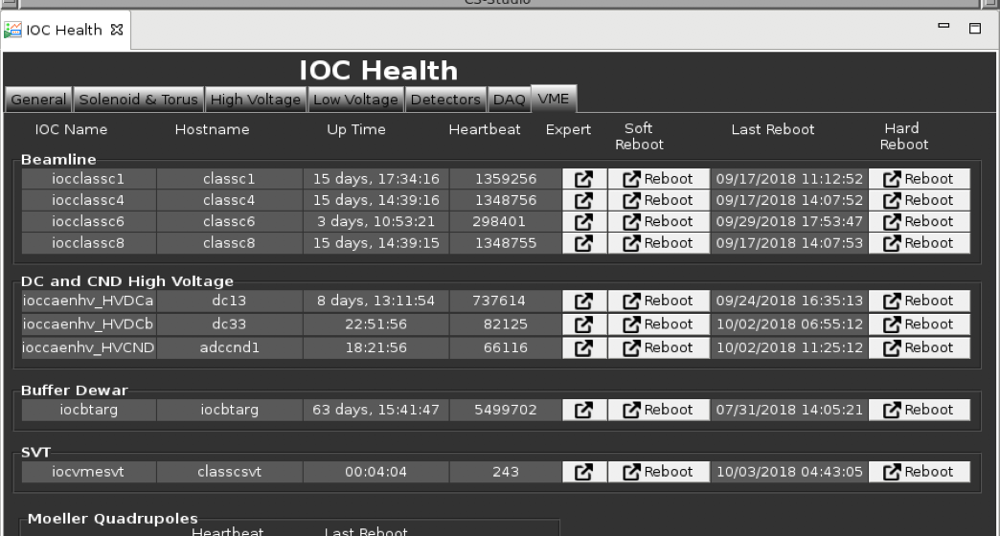 CS-Studio
IOC Health
IOC Health
General Solenoid & Torus High Voltage Low Voltage Detectors DAQ VME
IOC Name Hostname Up Time Heartbeat Expert Soft Reboot Last Reboot Hard Reboot
Beamline
iocclassc1 classc1 15 days, 17:34:16 1359256 Reboot 09/17/2018 11:12:52 Reboot
iocclassc4 classc4 15 days, 14:39:16 1348756 Reboot 09/17/2018 14:07:52 Reboot
iocclassc6 classc6 3 days, 10:53:21 298401 Reboot 09/29/2018 17:53:47 Reboot
iocclassc8 classc8 15 days, 14:39:15 1348755 Reboot 09/17/2018 14:07:53 Reboot
DC and CND High Voltage
ioccaenhv_HVDCa dc13 8 days, 13:11:54 737614 Reboot 09/24/2018 16:35:13 Reboot
ioccaenhv_HVDCb dc33 22:51:56 82125 Reboot 10/02/2018 06:55:12 Reboot
ioccaenhv_HVCND adccnd1 18:21:56 66116 Reboot 10/02/2018 11:25:12 Reboot
Buffer Dewar
iocbtarg iocbtarg 63 days, 15:41:47 5499702 Reboot 07/31/2018 14:05:21 Reboot
SVT
iocvmesvt classcsvt 00:04:04 243 Reboot 10/03/2018 04:43:05 Reboot
Moeller Quadrupoles
Heartbeat Last Reboot